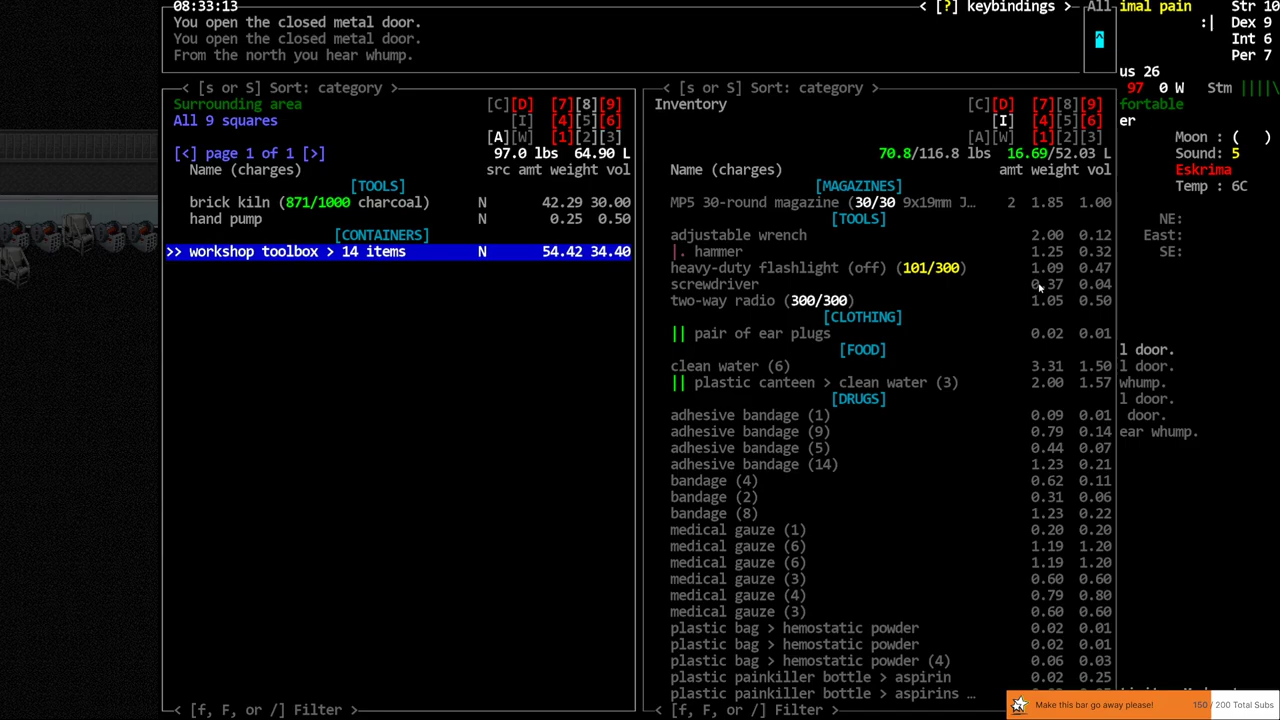 08:33:13
< [?] keybindings >
All
You open the closed metal door.
You open the closed metal door.
From the north you hear whump.
^
imal pain
Str 10
:|
Dex 9
Int 6
Per 7
us 26
97 0 W Stm ||||\
fortable
er
Moon : ( )
Sound: 5
Eskrima
Temp : 6C
NE:
East:
SE:
l door.
l door.
whump.
l door.
door.
ear whump.
< [s or S] Sort: category >
Surrounding area
[C][D] [7][8][9]
All 9 squares
[I] [4][5][6]
[A][W] [1][2][3]
[<] page 1 of 1 [>]
97.0 lbs 64.90 L
Name (charges) src amt weight vol
[TOOLS]
brick kiln (871/1000 charcoal) N 42.29 30.00
hand pump N 0.25 0.50
[CONTAINERS]
>> workshop toolbox > 14 items N 54.42 34.40
< [f, F, or /] Filter >
< [s or S] Sort: category >
Inventory
[C][D] [7][8][9]
[I] [4][5][6]
[A][W] [1][2][3]
70.8/116.8 lbs 16.69/52.03 L
Name (charges) amt weight vol
[MAGAZINES]
MP5 30-round magazine (30/30 9x19mm J… 2 1.85 1.00
[TOOLS]
adjustable wrench 2.00 0.12
|. hammer 1.25 0.32
heavy-duty flashlight (off) (101/300) 1.09 0.47
screwdriver 0.37 0.04
two-way radio (300/300) 1.05 0.50
[CLOTHING]
|| pair of ear plugs 0.02 0.01
[FOOD]
clean water (6) 3.31 1.50
|| plastic canteen > clean water (3) 2.00 1.57
[DRUGS]
adhesive bandage (1) 0.09 0.01
adhesive bandage (9) 0.79 0.14
adhesive bandage (5) 0.44 0.07
adhesive bandage (14) 1.23 0.21
bandage (4) 0.62 0.11
bandage (2) 0.31 0.06
bandage (8) 1.23 0.22
medical gauze (1) 0.20 0.20
medical gauze (6) 1.19 1.20
medical gauze (6) 1.19 1.20
medical gauze (3) 0.60 0.60
medical gauze (4) 0.79 0.80
medical gauze (3) 0.60 0.60
plastic bag > hemostatic powder 0.02 0.01
plastic bag > hemostatic powder 0.02 0.01
plastic bag > hemostatic powder (4) 0.06 0.03
plastic painkiller bottle > aspirin 0.02 0.25
plastic painkiller bottle > aspirins …
< [f, F, or /] Filter >
Make this bar go away please!
150 / 200 Total Subs